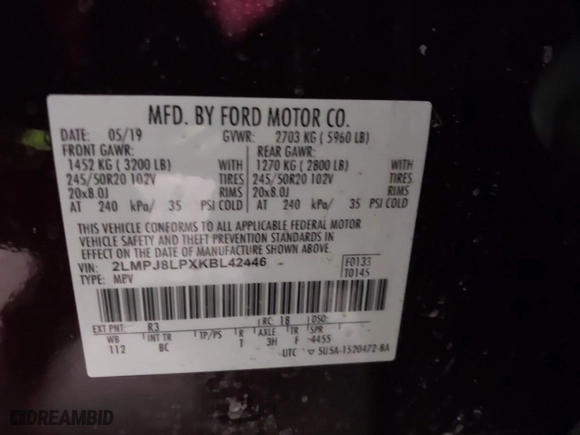 MFD. BY FORD MOTOR CO.
DATE: 05/19 GVWR: 2703 KG (5960 LB)
FRONT GAWR: REAR GAWR:
1452 KG (3200 LB) WITH 1270 KG (2800 LB) WITH
245/50R20 102V TIRES 245/50R20 102V TIRES
20x8.0J RIMS 20x8.0J RIMS
AT 240 kPa/ 35 PSI COLD AT 240 kPa/ 35 PSI COLD
THIS VEHICLE CONFORMS TO ALL APPLICABLE FEDERAL MOTOR
VEHICLE SAFETY AND THEFT PREVENTION STANDARDS IN
EFFECT ON THE DATE OF MANUFACTURE SHOWN ABOVE.
VIN: 2LMPJ8LPXKBL42446 F0133
TYPE: MPV T0145
EXT PNT: R3 RC: 18 DSO:
WB INT TR TP/PS R AXLE TR SPR
112 BC T 3H F 4455
UTC 5U5A-1520472-BA
DREAMBID